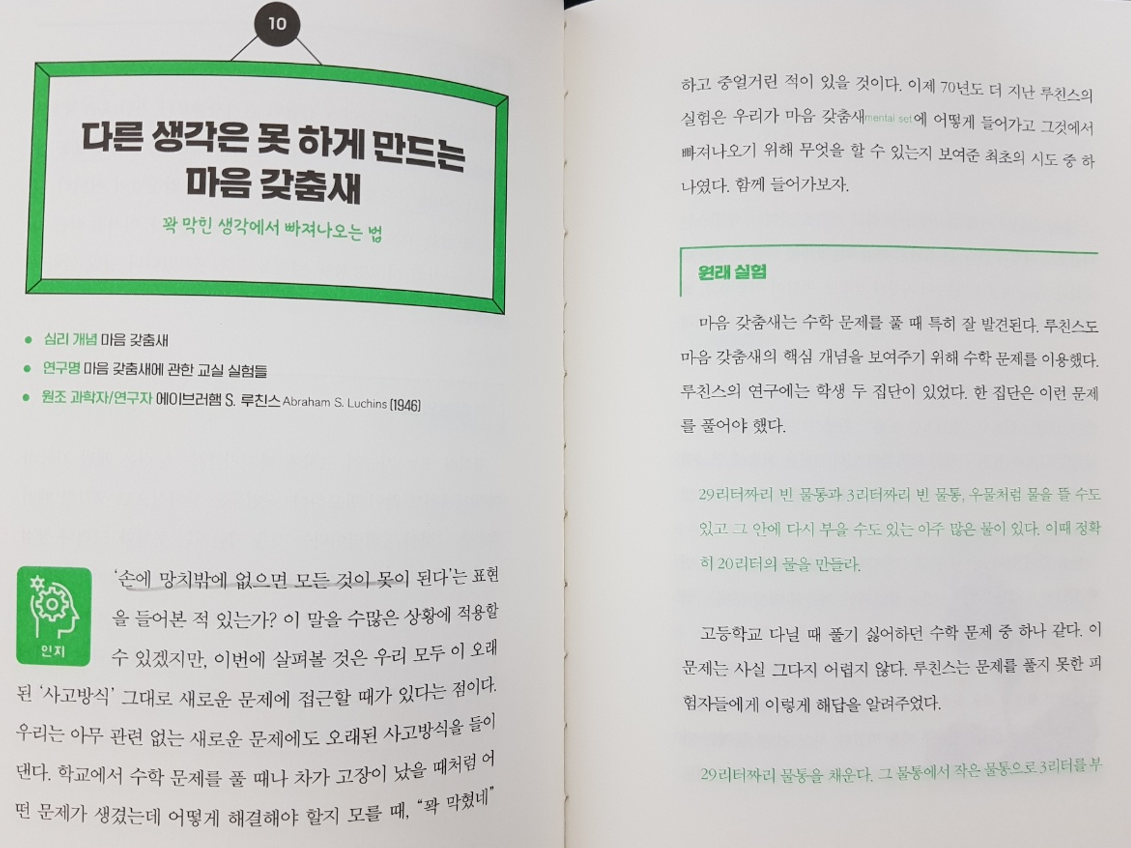 10
다른 생각은 못 하게 만드는
마음 갖춤새
꽉 막힌 생각에서 빠져나오는 법
심리 개념 마음 갖춤새
연구명 마음 갖춤새에 관한 교실 실험들
원조 과학자/연구자 에이브러햄 S. 루친스 Abraham S. Luchins (1946)
인지
‘손에 망치밖에 없으면 모든 것이 못이 된다’는 표현
을 들어본 적 있는가? 이 말을 수많은 상황에 적용할
수 있겠지만, 이번에 살펴볼 것은 우리 모두 이 오래
된 ‘사고방식’ 그대로 새로운 문제에 접근할 때가 있다는 점이다.
우리는 아무 관련 없는 새로운 문제에도 오래된 사고방식을 들이
댄다. 학교에서 수학 문제를 풀 때나 차가 고장이 났을 때처럼 어
떤 문제가 생겼는데 어떻게 해결해야 할지 모를 때, “꽉 막혔네”
하고 중얼거린 적이 있을 것이다. 이제 70년도 더 지난 루친스의
실험은 우리가 마음 갖춤새mental set에 어떻게 들어가고 그것에서
빠져나오기 위해 무엇을 할 수 있는지 보여준 최초의 시도 중 하
나였다. 함께 들어가보자.
원래 실험
마음 갖춤새는 수학 문제를 풀 때 특히 잘 발견된다. 루친스도
마음 갖춤새의 핵심 개념을 보여주기 위해 수학 문제를 이용했다.
루친스의 연구에는 학생 두 집단이 있었다. 한 집단은 이런 문제
를 풀어야 했다.
29리터짜리 빈 물통과 3리터짜리 빈 물통, 우물처럼 물을 뜰 수도
있고 그 안에 다시 부을 수도 있는 아주 많은 물이 있다. 이때 정확
히 20리터의 물을 만들라.
고등학교 다닐 때 풀기 싫어하던 수학 문제 중 하나 같다. 이
문제는 사실 그다지 어렵지 않다. 루친스는 문제를 풀지 못한 피
험자들에게 이렇게 해답을 알려주었다.
29리터짜리 물통을 채운다. 그 물통에서 작은 물통으로 3리터를 부